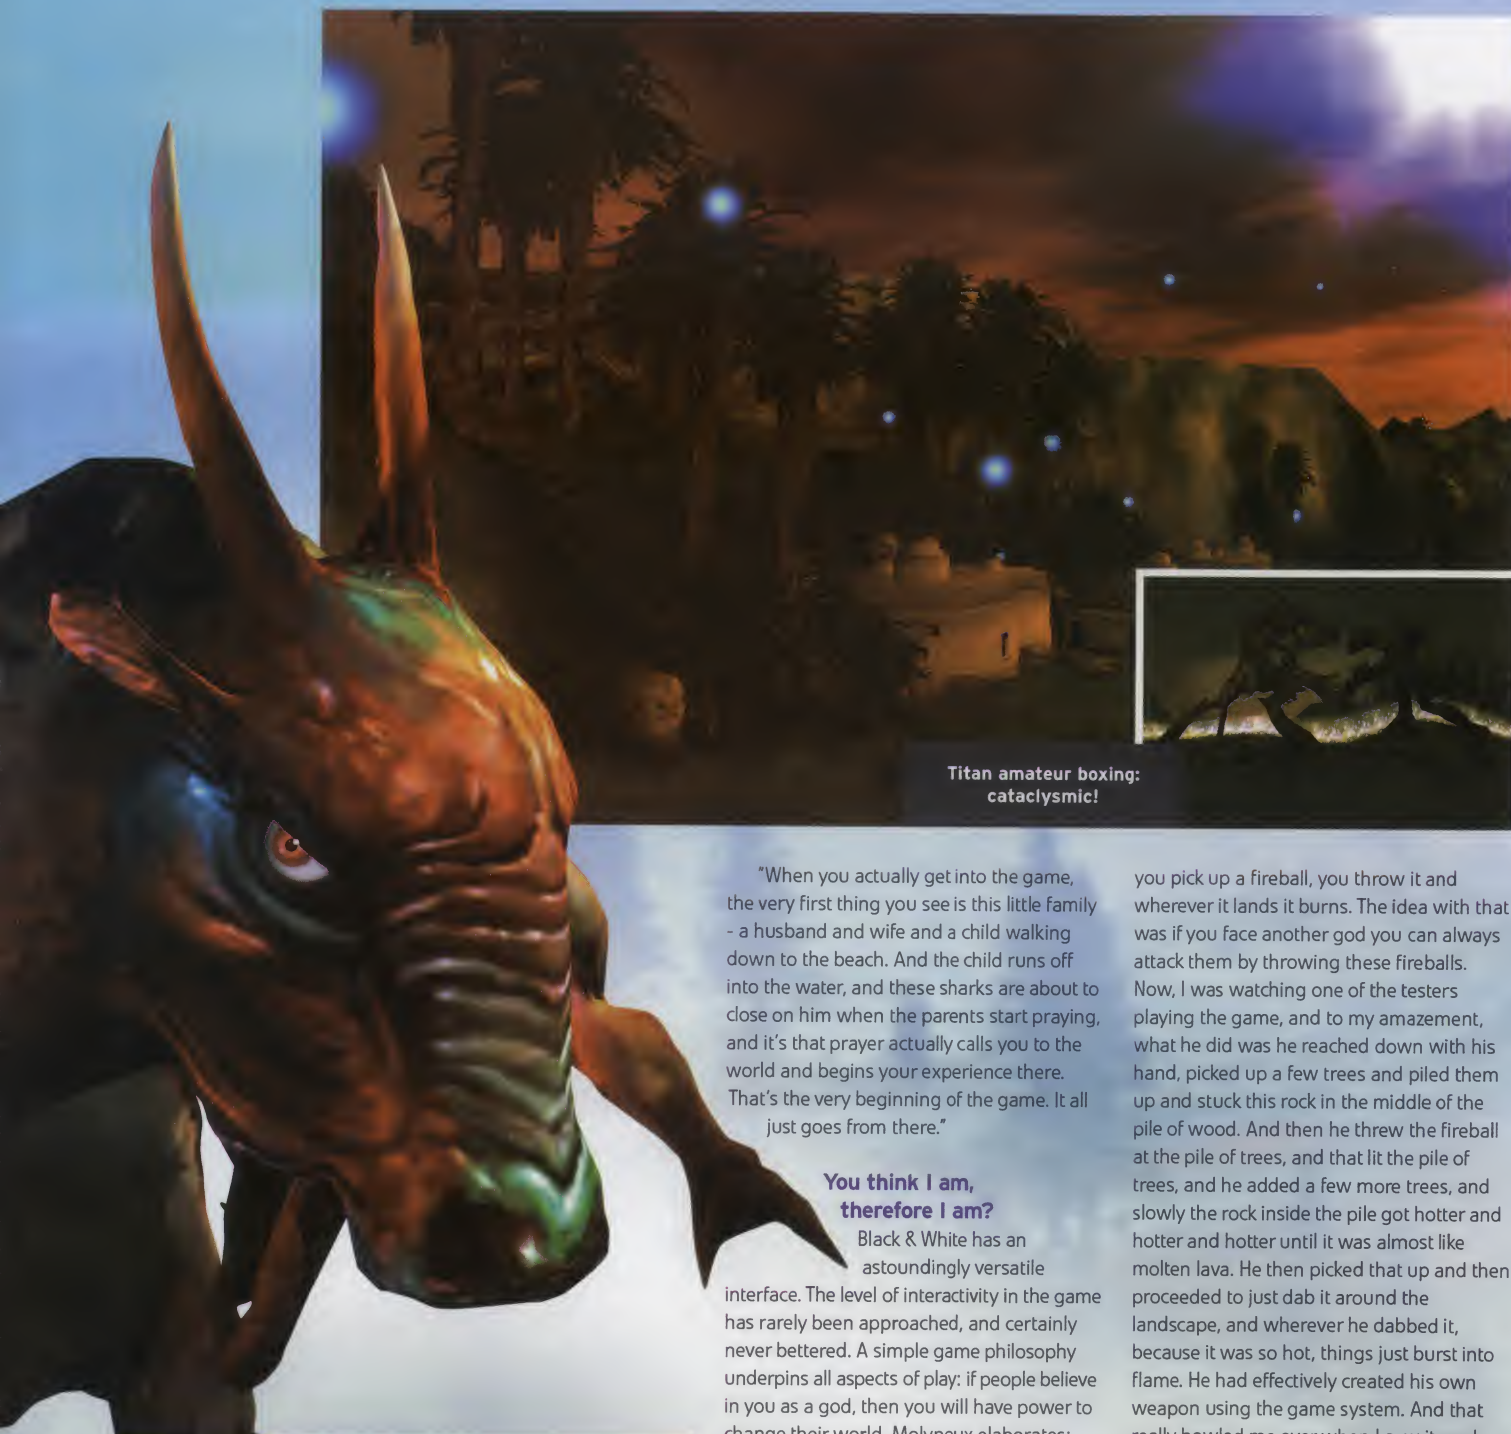 Titan amateur boxing:
cataclysmic!
"When you actually get into the game,
the very first thing you see is this little family
- a husband and wife and a child walking
down to the beach. And the child runs off
into the water, and these sharks are about to
close on him when the parents start praying,
and it's that prayer actually calls you to the
world and begins your experience there.
That's the very beginning of the game. It all
just goes from there."
You think I am,
therefore I am?
Black & White has an
astoundingly versatile
interface. The level of interactivity in the game
has rarely been approached, and certainly
never bettered. A simple game philosophy
underpins all aspects of play: if people believe
in you as a god, then you will have power to
change their world. Molyneux elaborates:
you pick up a fireball, you throw it and
wherever it lands it burns. The idea with that
was if you face another god you can always
attack them by throwing these fireballs.
Now, I was watching one of the testers
playing the game, and to my amazement,
what he did was he reached down with his
hand, picked up a few trees and piled them
up and stuck this rock in the middle of the
pile of wood. And then he threw the fireball
at the pile of trees, and that lit the pile of
trees, and he added a few more trees, and
slowly the rock inside the pile got hotter and
hotter and hotter until it was almost like
molten lava. He then picked that up and then
proceeded to just dab it around the
landscape, and wherever he dabbed it,
because it was so hot, things just burst into
flame. He had effectively created his own
weapon using the game system. And that